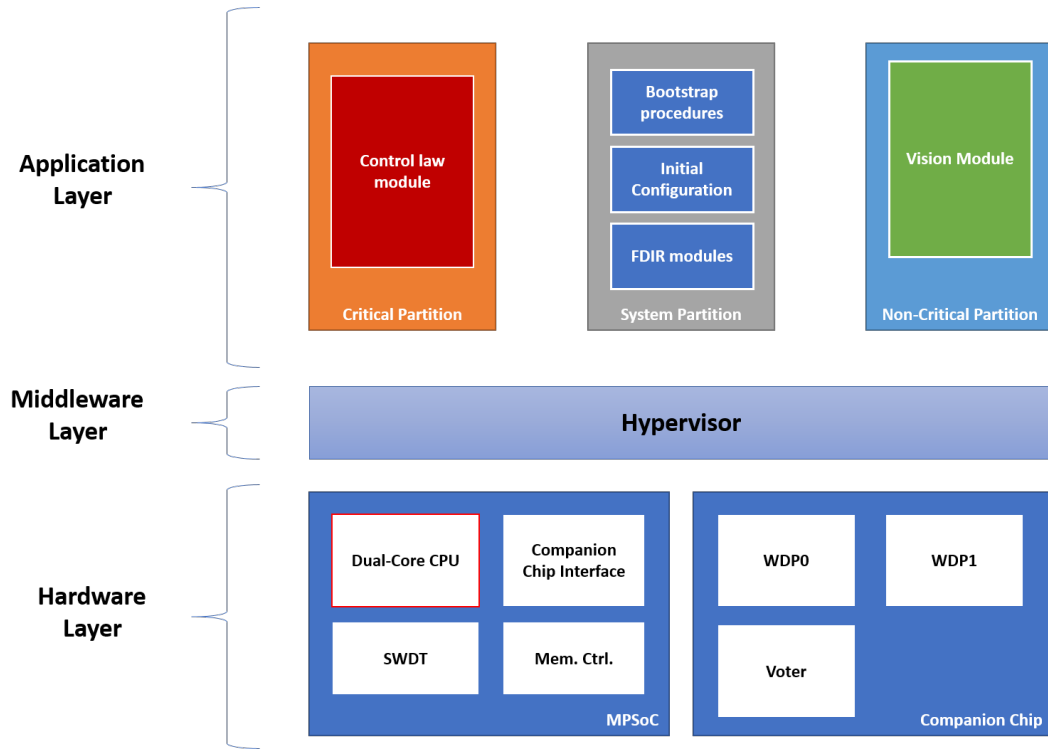 Application
Layer
Control law
module
Critical Partition
Bootstrap
procedures
Initial
Configuration
FDIR modules
System Partition
Vision Module
Non-Critical Partition
Middleware
Layer
Hypervisor
Hardware
Layer
Dual-Core CPU
Companion
Chip Interface
SWDT
Mem. Ctrl.
MPSoC
WDP0
WDP1
Voter
Companion Chip